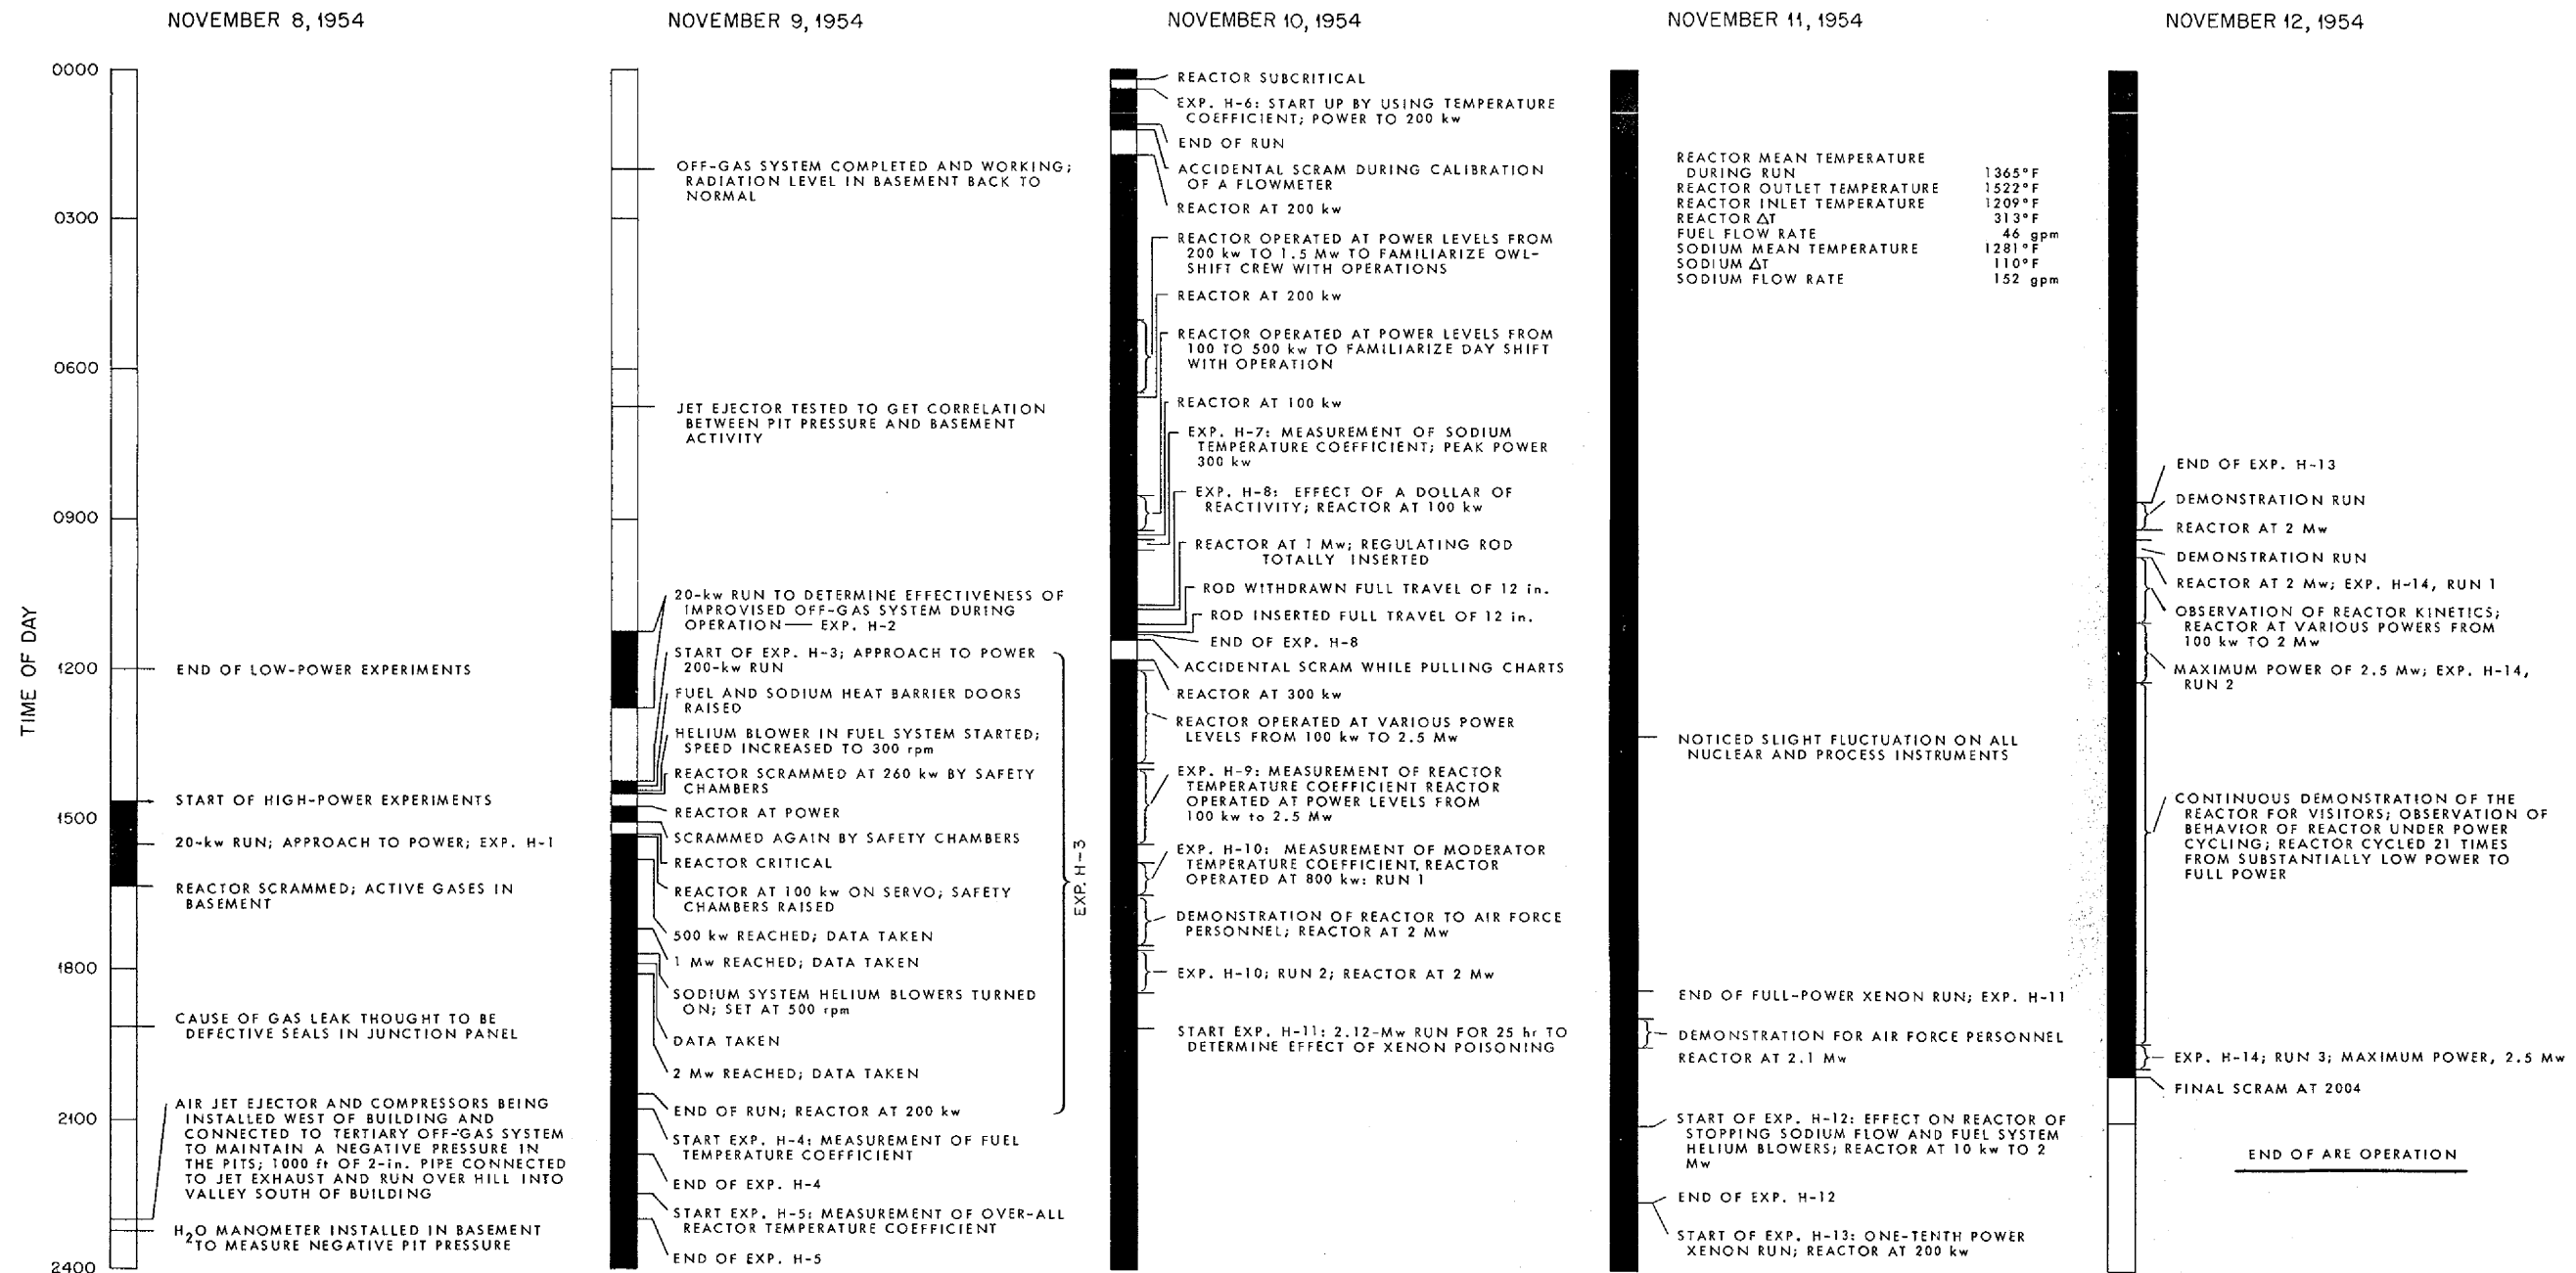 NOVEMBER 8, 1954
NOVEMBER 9, 1954
NOVEMBER 10, 1954
NOVEMBER 11, 1954
NOVEMBER 12, 1954
TIME OF DAY
0000
0300
0600
0900
1200
1500
1800
2100
2400
END OF LOW-POWER EXPERIMENTS
START OF HIGH-POWER EXPERIMENTS
20-kw RUN; APPROACH TO POWER; EXP. H-1
REACTOR SCRAMMED; ACTIVE GASES IN
BASEMENT
CAUSE OF GAS LEAK THOUGHT TO BE
DEFECTIVE SEALS IN JUNCTION PANEL
AIR JET EJECTOR AND COMPRESSORS BEING
INSTALLED WEST OF BUILDING AND
CONNECTED TO TERTIARY OFF-GAS SYSTEM
TO MAINTAIN A NEGATIVE PRESSURE IN
THE PITS; 1000 ft OF 2-in. PIPE CONNECTED
TO JET EXHAUST AND RUN OVER HILL INTO
VALLEY SOUTH OF BUILDING
H2O MANOMETER INSTALLED IN BASEMENT
TO MEASURE NEGATIVE PIT PRESSURE
OFF-GAS SYSTEM COMPLETED AND WORKING;
RADIATION LEVEL IN BASEMENT BACK TO
NORMAL
JET EJECTOR TESTED TO GET CORRELATION
BETWEEN PIT PRESSURE AND BASEMENT
ACTIVITY
20-kw RUN TO DETERMINE EFFECTIVENESS OF
IMPROVISED OFF-GAS SYSTEM DURING
OPERATION — EXP. H-2
START OF EXP. H-3; APPROACH TO POWER
200-kw RUN
FUEL AND SODIUM HEAT BARRIER DOORS
RAISED
HELIUM BLOWER IN FUEL SYSTEM STARTED;
SPEED INCREASED TO 300 rpm
REACTOR SCRAMMED AT 260 kw BY SAFETY
CHAMBERS
REACTOR AT POWER
SCRAMMED AGAIN BY SAFETY CHAMBERS
REACTOR CRITICAL
REACTOR AT 100 kw ON SERVO; SAFETY
CHAMBERS RAISED
500 kw REACHED; DATA TAKEN
1 Mw REACHED; DATA TAKEN
SODIUM SYSTEM HELIUM BLOWERS TURNED
ON; SET AT 500 rpm
DATA TAKEN
2 Mw REACHED; DATA TAKEN
END OF RUN; REACTOR AT 200 kw
EXP. H-3
START EXP. H-4: MEASUREMENT OF FUEL
TEMPERATURE COEFFICIENT
END OF EXP. H-4
START EXP. H-5: MEASUREMENT OF OVER-ALL
REACTOR TEMPERATURE COEFFICIENT
END OF EXP. H-5
REACTOR SUBCRITICAL
EXP. H-6: START UP BY USING TEMPERATURE
COEFFICIENT; POWER TO 200 kw
END OF RUN
ACCIDENTAL SCRAM DURING CALIBRATION
OF A FLOWMETER
REACTOR AT 200 kw
REACTOR OPERATED AT POWER LEVELS FROM
200 kw TO 1.5 Mw TO FAMILIARIZE OWL-
SHIFT CREW WITH OPERATIONS
REACTOR AT 200 kw
REACTOR OPERATED AT POWER LEVELS FROM
100 TO 500 kw TO FAMILIARIZE DAY SHIFT
WITH OPERATION
REACTOR AT 100 kw
EXP. H-7: MEASUREMENT OF SODIUM
TEMPERATURE COEFFICIENT; PEAK POWER
300 kw
EXP. H-8: EFFECT OF A DOLLAR OF
REACTIVITY; REACTOR AT 100 kw
REACTOR AT 1 Mw; REGULATING ROD
TOTALLY INSERTED
ROD WITHDRAWN FULL TRAVEL OF 12 in.
ROD INSERTED FULL TRAVEL OF 12 in.
END OF EXP. H-8
ACCIDENTAL SCRAM WHILE PULLING CHARTS
REACTOR AT 300 kw
REACTOR OPERATED AT VARIOUS POWER
LEVELS FROM 100 kw TO 2.5 Mw
EXP. H-9: MEASUREMENT OF REACTOR
TEMPERATURE COEFFICIENT REACTOR
OPERATED AT POWER LEVELS FROM
100 kw to 2.5 Mw
EXP. H-10: MEASUREMENT OF MODERATOR
TEMPERATURE COEFFICIENT, REACTOR
OPERATED AT 800 kw: RUN 1
DEMONSTRATION OF REACTOR TO AIR FORCE
PERSONNEL; REACTOR AT 2 Mw
EXP. H-10; RUN 2; REACTOR AT 2 Mw
START EXP. H-11: 2.12-Mw RUN FOR 25 hr TO
DETERMINE EFFECT OF XENON POISONING
REACTOR MEAN TEMPERATURE
DURING RUN 1365°F
REACTOR OUTLET TEMPERATURE 1522°F
REACTOR INLET TEMPERATURE 1209°F
REACTOR ΔT 313°F
FUEL FLOW RATE 46 gpm
SODIUM MEAN TEMPERATURE 1281°F
SODIUM ΔT 110°F
SODIUM FLOW RATE 152 gpm
NOTICED SLIGHT FLUCTUATION ON ALL
NUCLEAR AND PROCESS INSTRUMENTS
END OF FULL-POWER XENON RUN; EXP. H-11
DEMONSTRATION FOR AIR FORCE PERSONNEL
REACTOR AT 2.1 Mw
START OF EXP. H-12: EFFECT ON REACTOR OF
STOPPING SODIUM FLOW AND FUEL SYSTEM
HELIUM BLOWERS; REACTOR AT 10 kw TO 2
Mw
END OF EXP. H-12
START OF EXP. H-13: ONE-TENTH POWER
XENON RUN; REACTOR AT 200 kw
END OF EXP. H-13
DEMONSTRATION RUN
REACTOR AT 2 Mw
DEMONSTRATION RUN
REACTOR AT 2 Mw; EXP. H-14, RUN 1
OBSERVATION OF REACTOR KINETICS;
REACTOR AT VARIOUS POWERS FROM
100 kw TO 2 Mw
MAXIMUM POWER OF 2.5 Mw; EXP. H-14,
RUN 2
CONTINUOUS DEMONSTRATION OF THE
REACTOR FOR VISITORS; OBSERVATION OF
BEHAVIOR OF REACTOR UNDER POWER
CYCLING; REACTOR CYCLED 21 TIMES
FROM SUBSTANTIALLY LOW POWER TO
FULL POWER
EXP. H-14; RUN 3; MAXIMUM POWER, 2.5 Mw
FINAL SCRAM AT 2004
END OF ARE OPERATION